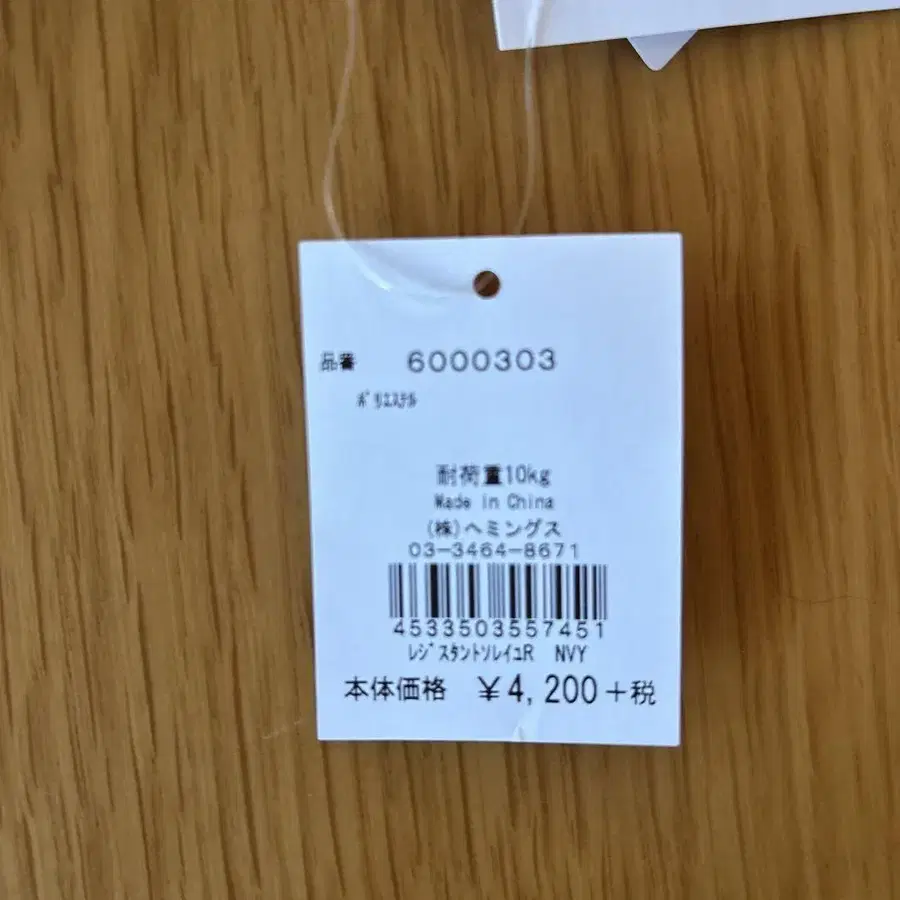 品番 6000303
ﾎﾟﾘｴｽﾃﾙ
耐荷重10kg
Made in China
(株)ヘミングス
03-3464-8671
4533503557451
ﾚｼﾞｽﾀﾝﾄｿﾚｲﾕR NVY
本体価格 ￥4,200+税